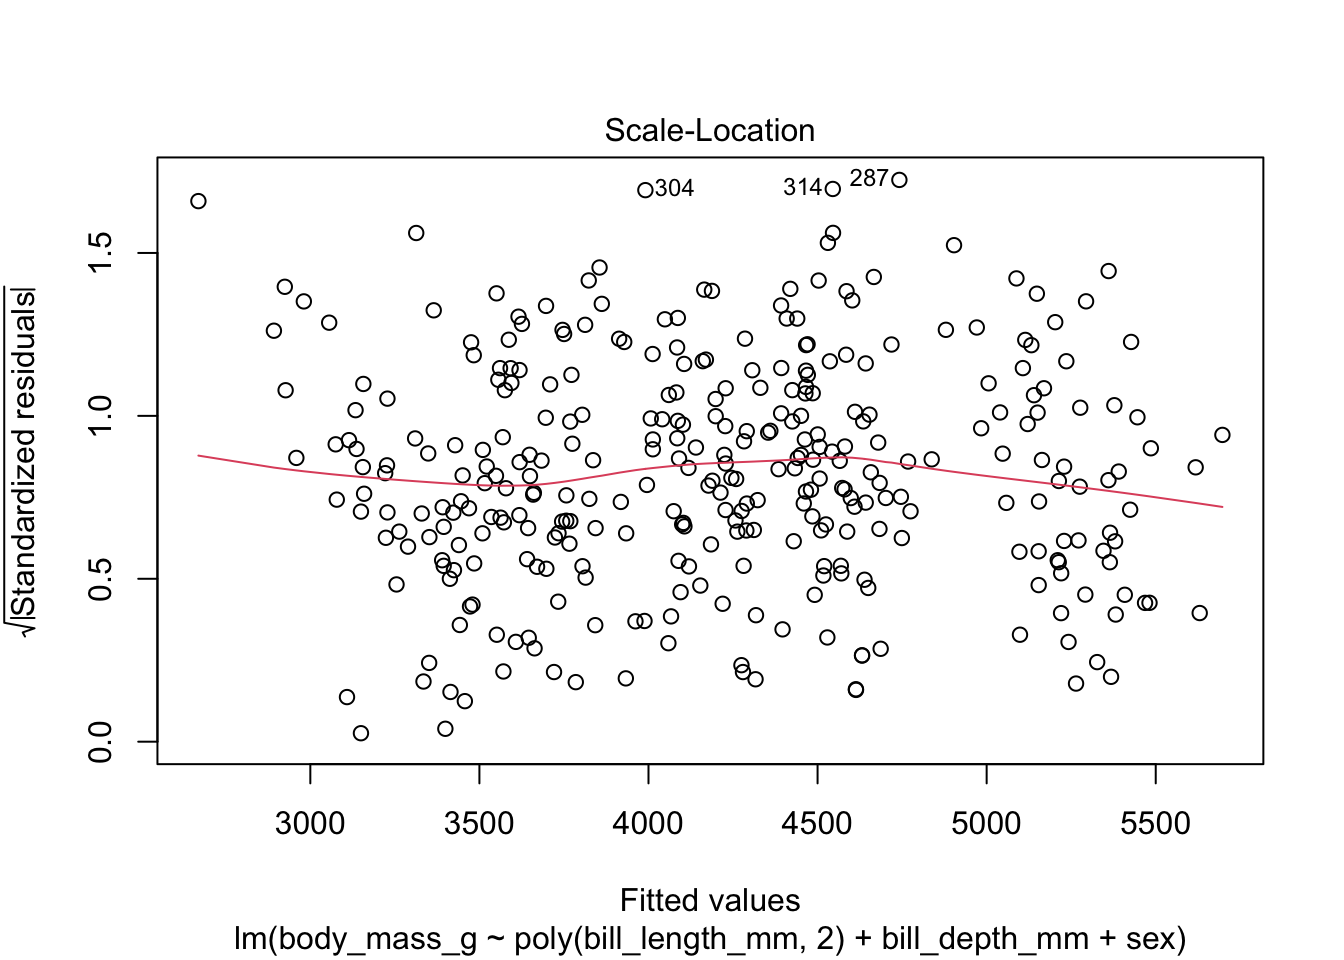 Scale-Location
√|Standardized residuals|
1.5
1.0
0.5
0.0
304
314
287
3000 3500 4000 4500 5000 5500
Fitted values
lm(body_mass_g ~ poly(bill_length_mm, 2) + bill_depth_mm + sex)